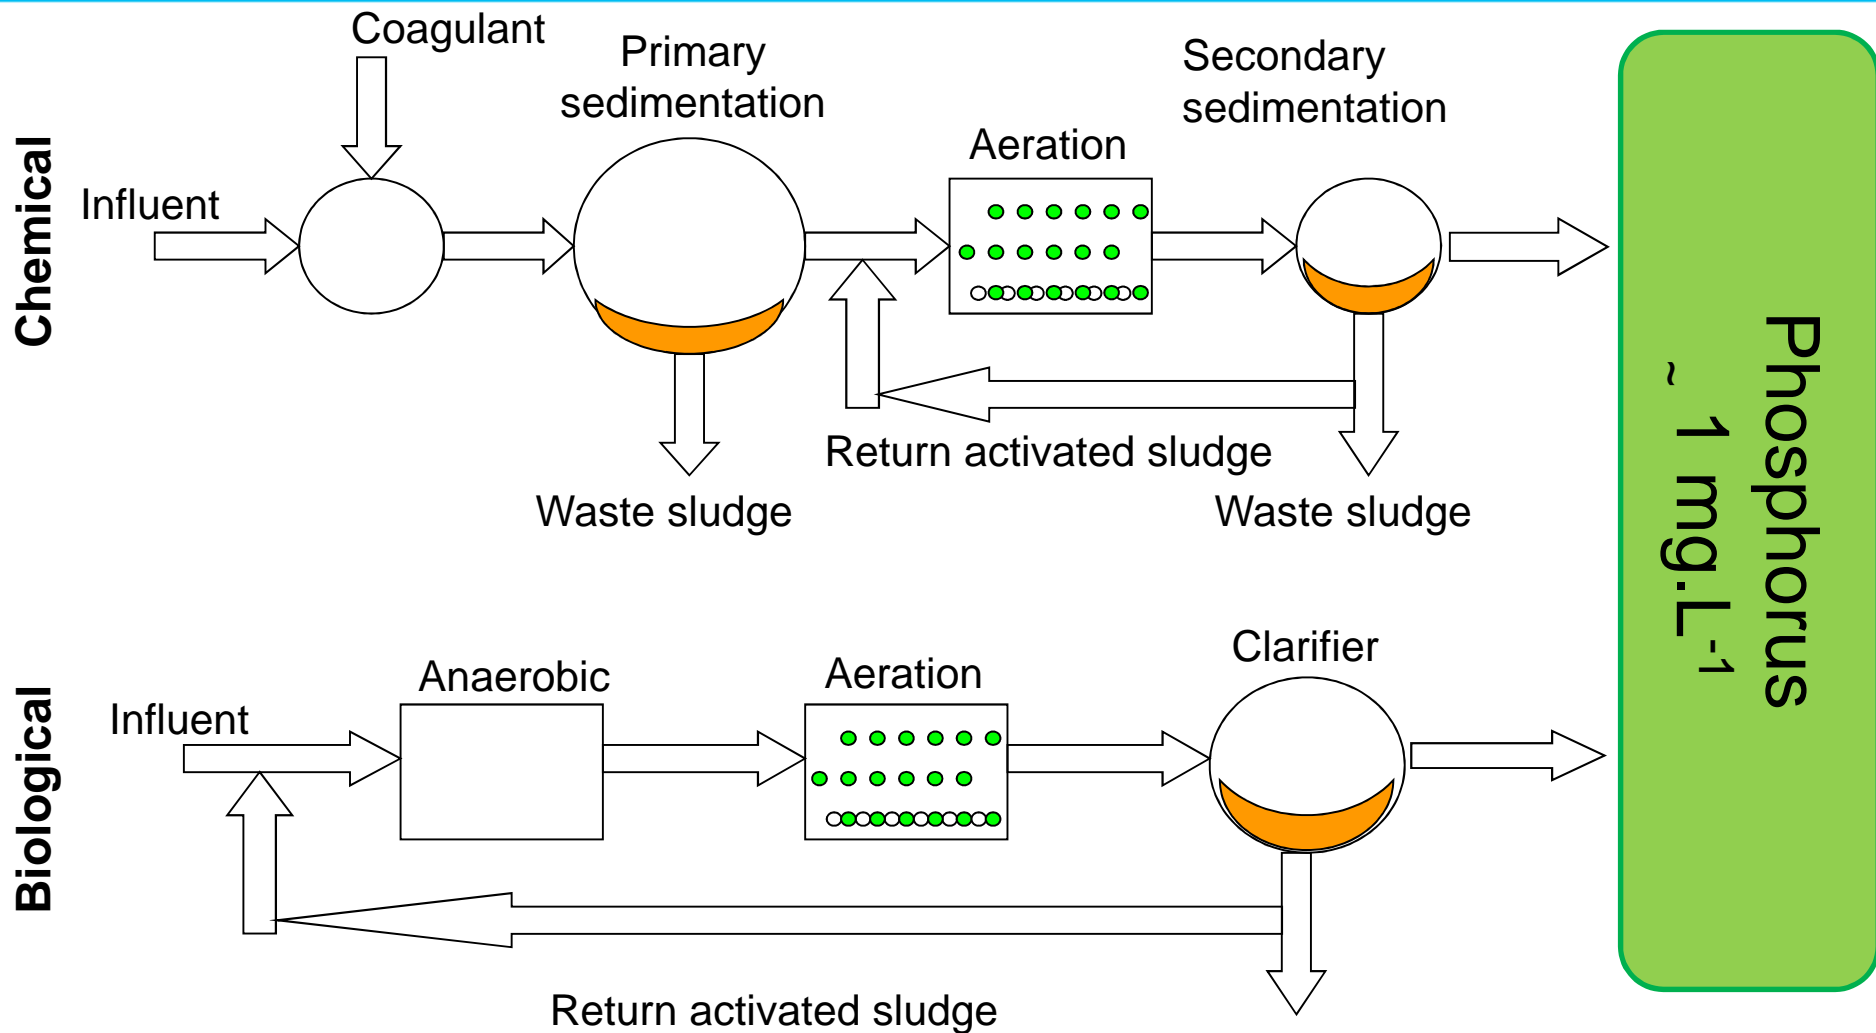 Chemical
Coagulant
Influent
Primary
sedimentation
Aeration
Secondary
sedimentation
Return activated sludge
Waste sludge
Waste sludge
Biological
Influent
Anaerobic
Aeration
Clarifier
Return activated sludge
Phosphorus
~ 1 mg.L⁻¹